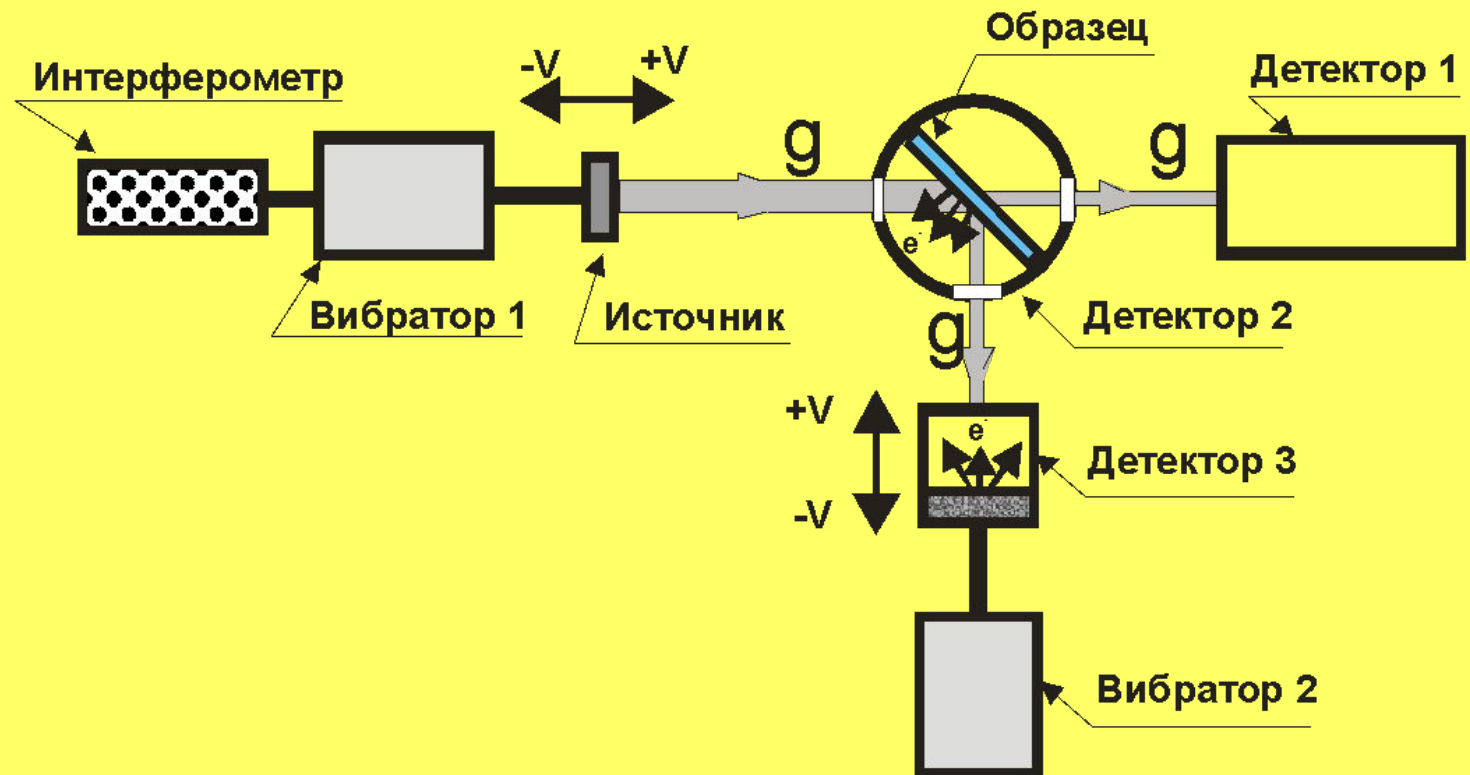 Образец
-V +V
Интерферометр
Детектор 1
g
g
e-
Вибратор 1
Источник
Детектор 2
g
+V
e-
Детектор 3
-V
Вибратор 2